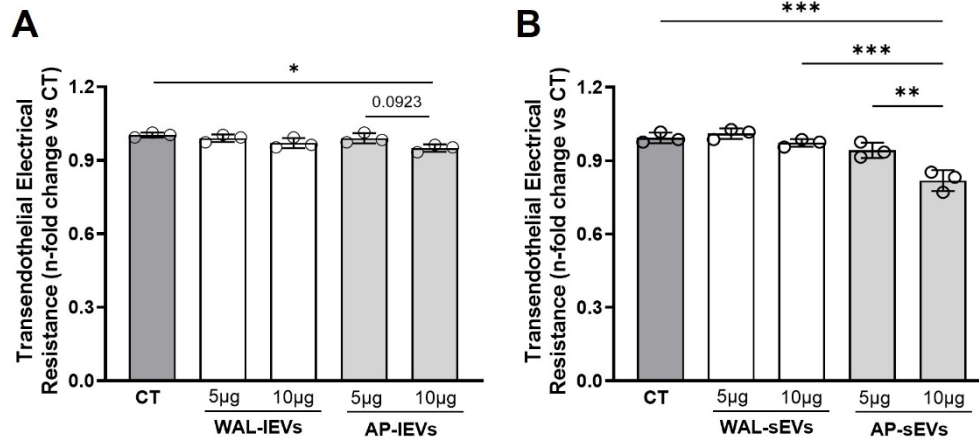 A
Transendothelial Electrical
Resistance (n-fold change vs CT)
1.2
0.9
0.6
0.3
0.0
*
0.0923
CT
5µg
10µg
5µg
10µg
WAL-lEVs
AP-lEVs
B
Transendothelial Electrical
Resistance (n-fold change vs CT)
1.2
0.9
0.6
0.3
0.0
***
***
**
CT
5µg
10µg
5µg
10µg
WAL-sEVs
AP-sEVs